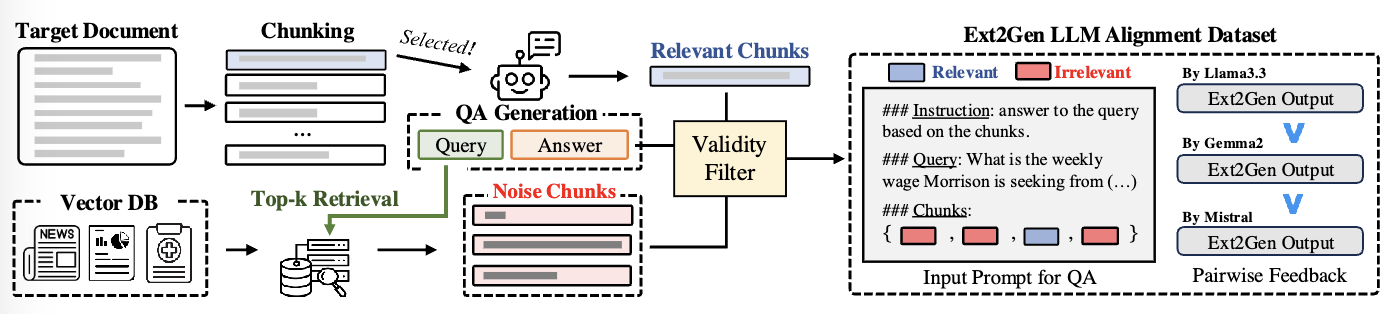 Target Document
Chunking
Selected!
...
QA Generation
Query
Answer
Relevant Chunks
Validity
Filter
Vector DB
NEWS
Top-k Retrieval
Noise Chunks
Ext2Gen LLM Alignment Dataset
Relevant
Irrelevant
### Instruction: answer to the query
based on the chunks.
### Query: What is the weekly
wage Morrison is seeking from (…)
### Chunks:
{ , , , }
Input Prompt for QA
By Llama3.3
Ext2Gen Output
By Gemma2
Ext2Gen Output
By Mistral
Ext2Gen Output
Pairwise Feedback